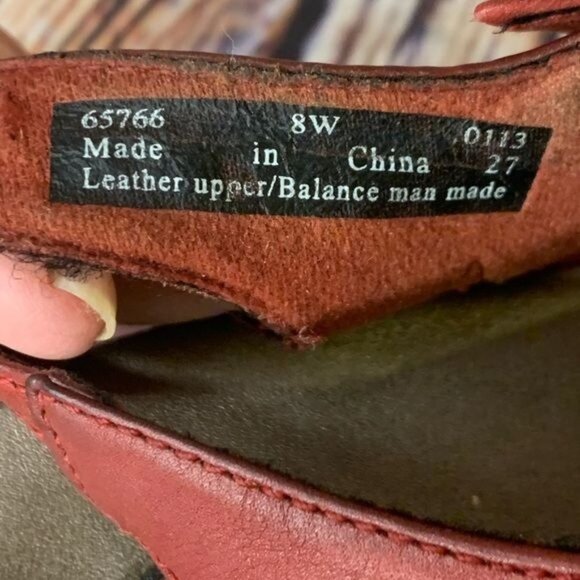 65766 8W .0113
Made in China 27
Leather upper/Balance man made